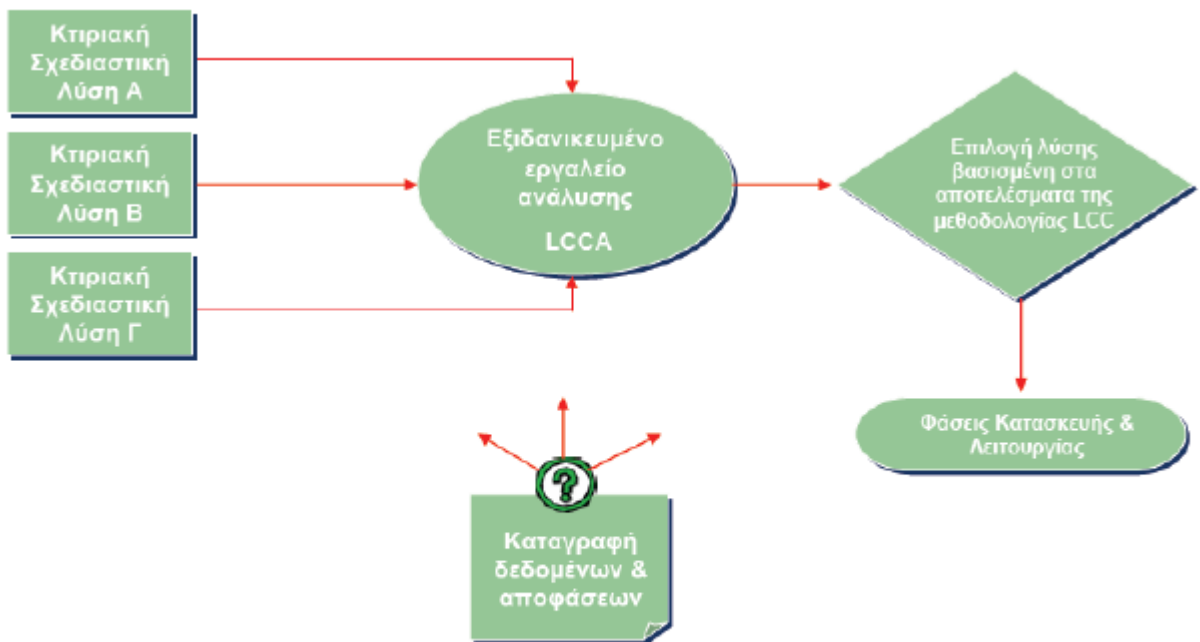 Κτιριακή
Σχεδιαστική
Λύση Α
Κτιριακή
Σχεδιαστική
Λύση Β
Κτιριακή
Σχεδιαστική
Λύση Γ
Εξιδανικευμένο
εργαλείο
ανάλυσης
LCCA
Επιλογή λύσης
βασισμένη στα
αποτελέσματα της
μεθοδολογίας LCC
Φάσεις Κατασκευής &
Λειτουργίας
?
Καταγραφή
δεδομένων &
αποφάσεων